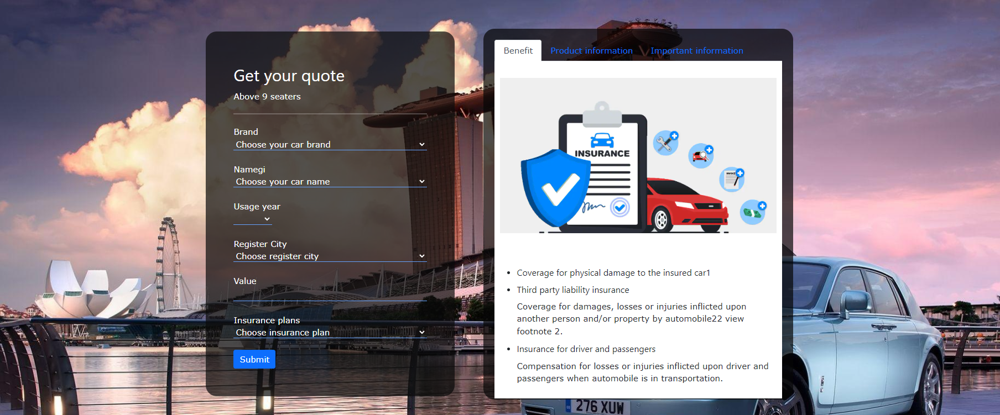 Get your quote
Above 9 seaters
Brand
Choose your car brand
Namegi
Choose your car name
Usage year
Register City
Choose register city
Value
Insurance plans
Choose insurance plan
Submit
Benefit
Product information
Important information
INSURANCE
INVOICE
Coverage for physical damage to the insured car1
Third party liability insurance
Coverage for damages, losses or injuries inflicted upon
another person and/or property by automobile22 view
footnote 2.
Insurance for driver and passengers
Compensation for losses or injuries inflicted upon driver and
passengers when automobile is in transportation.
276 XUW